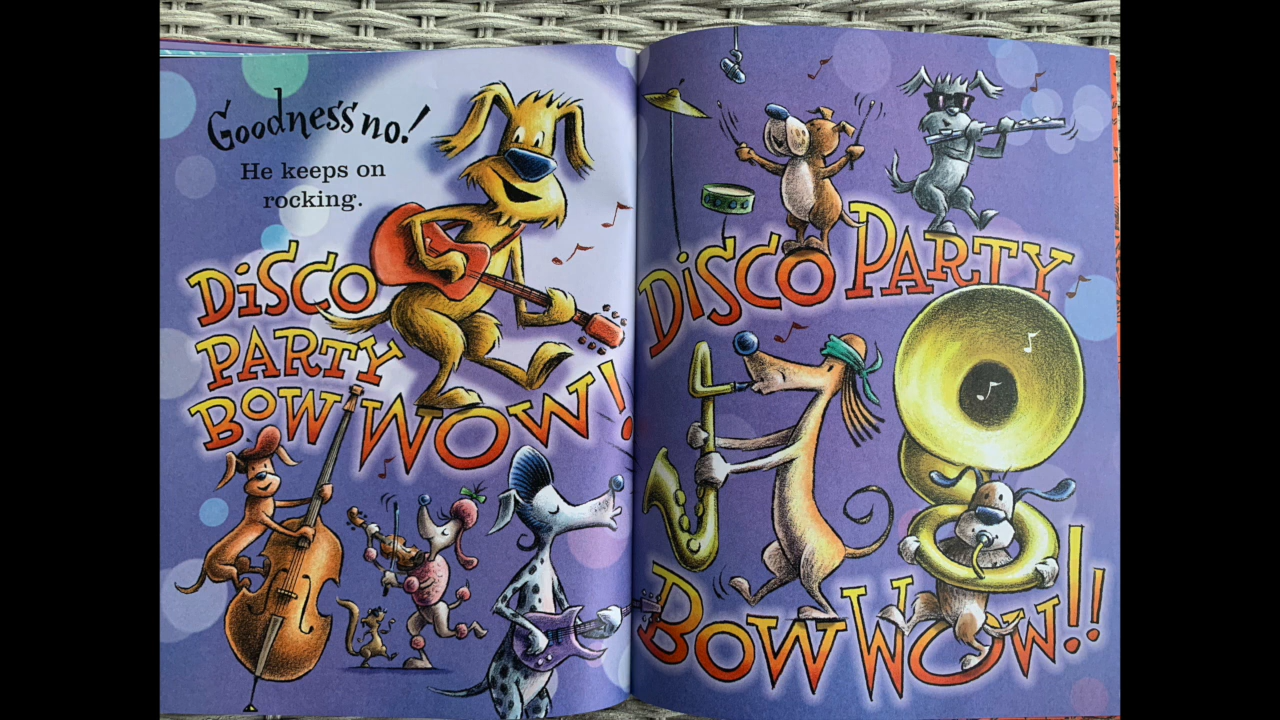 Goodness no!
He keeps on
rocking.
DiSCO
PARTY
BOW WOW!
DiSCO PARTY
BOW WOW!!